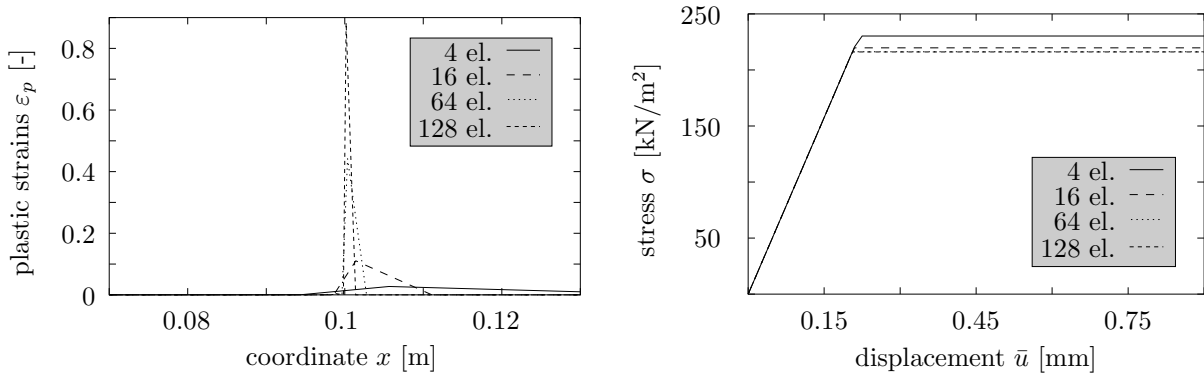 plastic strains εp [-]
0.8
0.6
0.4
0.2
0
0.08
0.1
0.12
coordinate x [m]
4 el.
16 el.
64 el.
128 el.
stress σ [kN/m²]
250
150
50
0.15
0.45
0.75
displacement ū [mm]
4 el.
16 el.
64 el.
128 el.